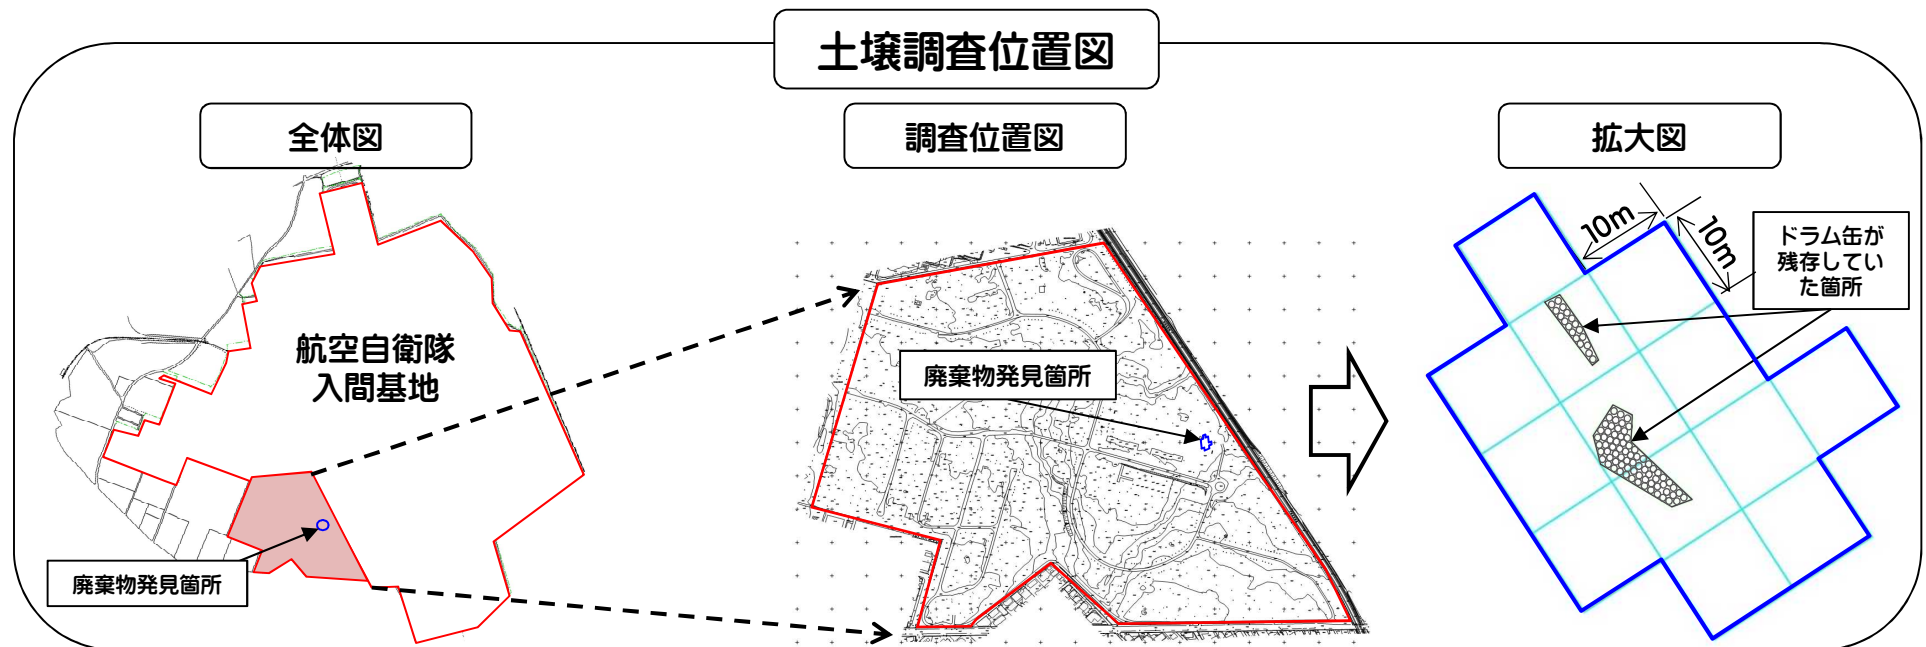 土壌調査位置図
全体図
調査位置図
拡大図
航空自衛隊
入間基地
廃棄物発見箇所
廃棄物発見箇所
10m
10m
ドラム缶が
残存してい
た箇所